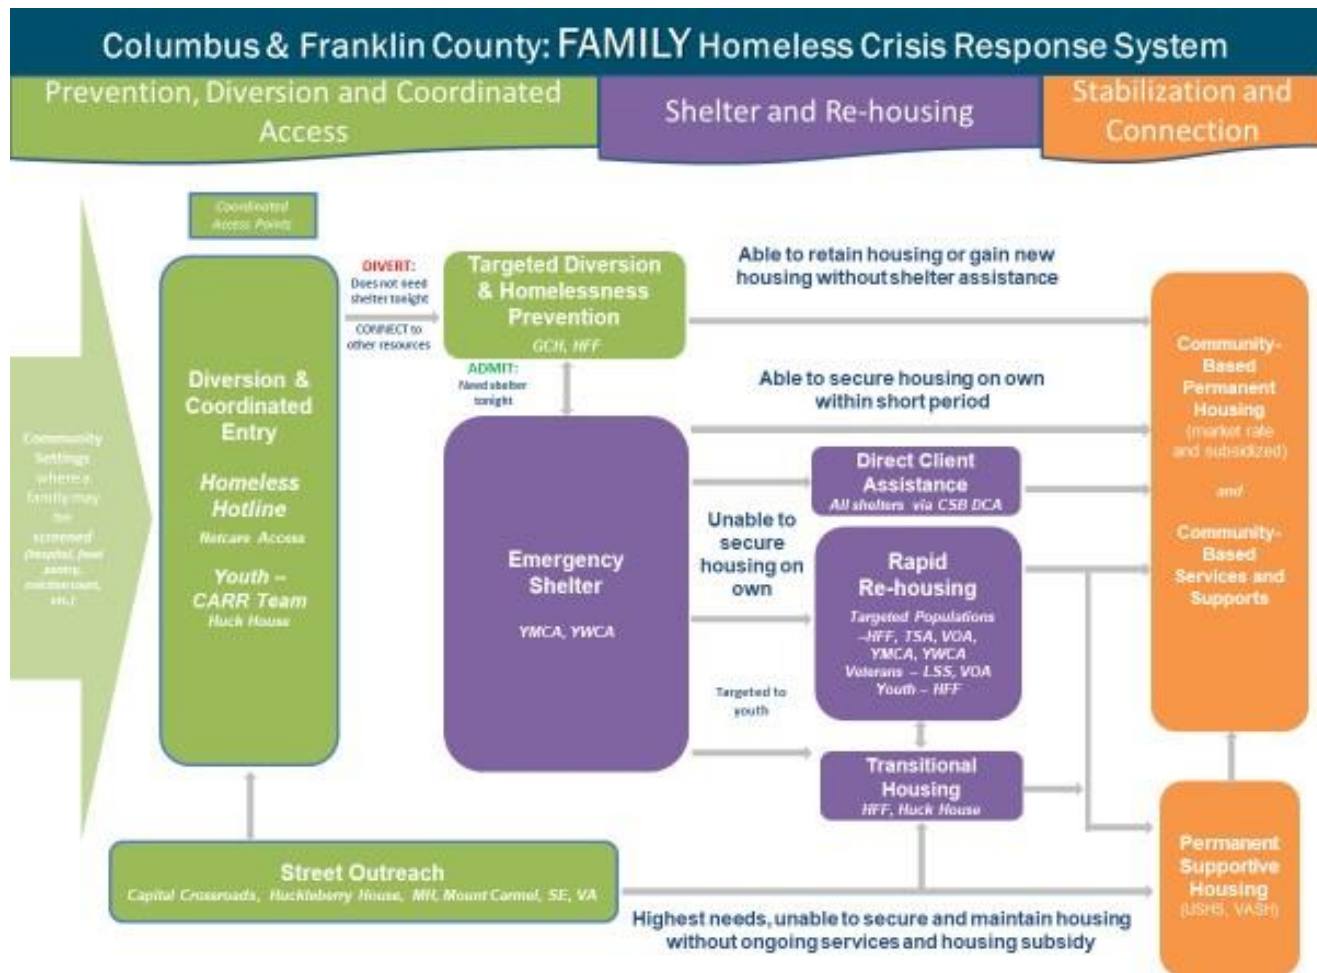 Columbus & Franklin County: FAMILY Homeless Crisis Response System
Prevention, Diversion and Coordinated
Access
Shelter and Re-housing
Stabilization and
Connection
Coordinated
Access Points
Community
Settings
where a
family may
be
screened
(hospital, food
pantry,
etc.)
Diversion &
Coordinated
Entry
Homeless
Hotline
Netcare Access
Youth –
CARR Team
Huck House
DIVERT:
Does not need
shelter tonight
CONNECT to
other resources
Targeted Diversion
& Homelessness
Prevention
GCH, HFF
ADMIT:
Need shelter
tonight
Emergency
Shelter
YMCA, YWCA
Able to retain housing or gain new
housing without shelter assistance
Able to secure housing on own
within short period
Direct Client
Assistance
All shelters via CSB DCA
Unable to
secure
housing on
own
Rapid
Re-housing
Targeted Populations
–HFF, TSA, VOA,
YMCA, YWCA
Veterans – LSS, VOA
Youth – HFF
Targeted to
youth
Transitional
Housing
HFF, Huck House
Community-
Based
Permanent
Housing
(market rate
and subsidized)
and
Community-
Based
Services and
Supports
Street Outreach
Capital Crossroads, Huckleberry House, MH, Mount Carmel, SE, VA
Highest needs, unable to secure and maintain housing
without ongoing services and housing subsidy
Permanent
Supportive
Housing
(USHS, VASH)